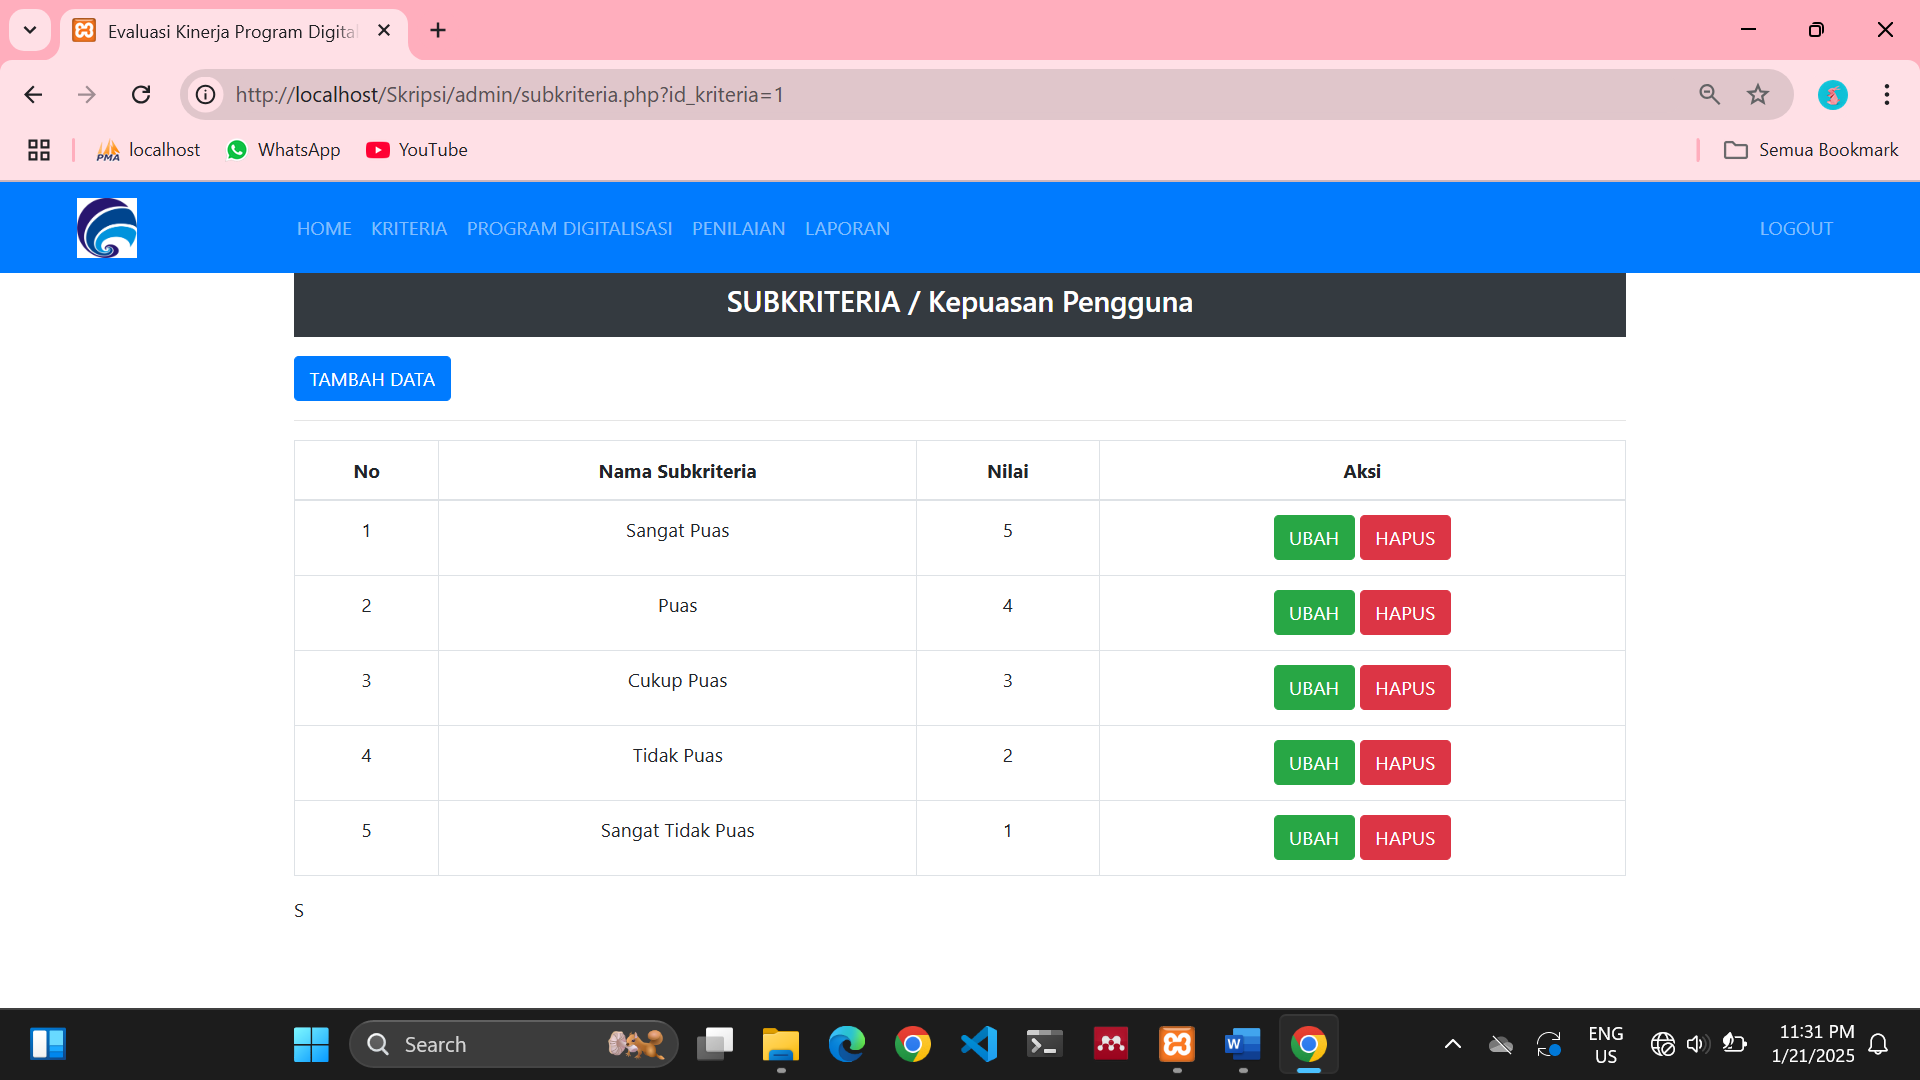 Evaluasi Kinerja Program Digital
http://localhost/Skripsi/admin/subkriteria.php?id_kriteria=1
PMA localhost WhatsApp YouTube Semua Bookmark
HOME KRITERIA PROGRAM DIGITALISASI PENILAIAN LAPORAN LOGOUT
SUBKRITERIA / Kepuasan Pengguna
TAMBAH DATA
No Nama Subkriteria Nilai Aksi
1 Sangat Puas 5 UBAH HAPUS
2 Puas 4 UBAH HAPUS
3 Cukup Puas 3 UBAH HAPUS
4 Tidak Puas 2 UBAH HAPUS
5 Sangat Tidak Puas 1 UBAH HAPUS
S
Search
ENG
US
11:31 PM
1/21/2025